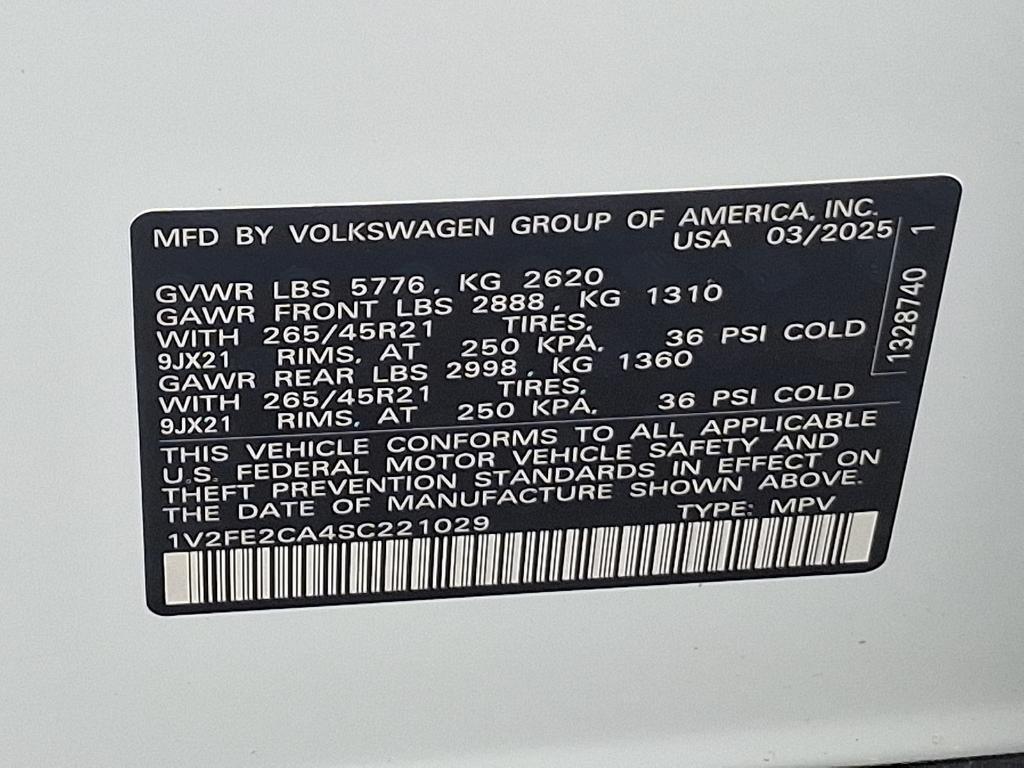 MFD BY VOLKSWAGEN GROUP OF AMERICA, INC.
USA 03/2025
GVWR LBS 5776, KG 2620
GAWR FRONT LBS 2888, KG 1310
WITH 265/45R21 TIRES,
9JX21 RIMS, AT 250 KPA, 36 PSI COLD
GAWR REAR LBS 2998, KG 1360
WITH 265/45R21 TIRES,
9JX21 RIMS, AT 250 KPA, 36 PSI COLD
THIS VEHICLE CONFORMS TO ALL APPLICABLE
U.S. FEDERAL MOTOR VEHICLE SAFETY AND
THEFT PREVENTION STANDARDS IN EFFECT ON
THE DATE OF MANUFACTURE SHOWN ABOVE.
1V2FE2CA4SC221029 TYPE: MPV
1328740 1